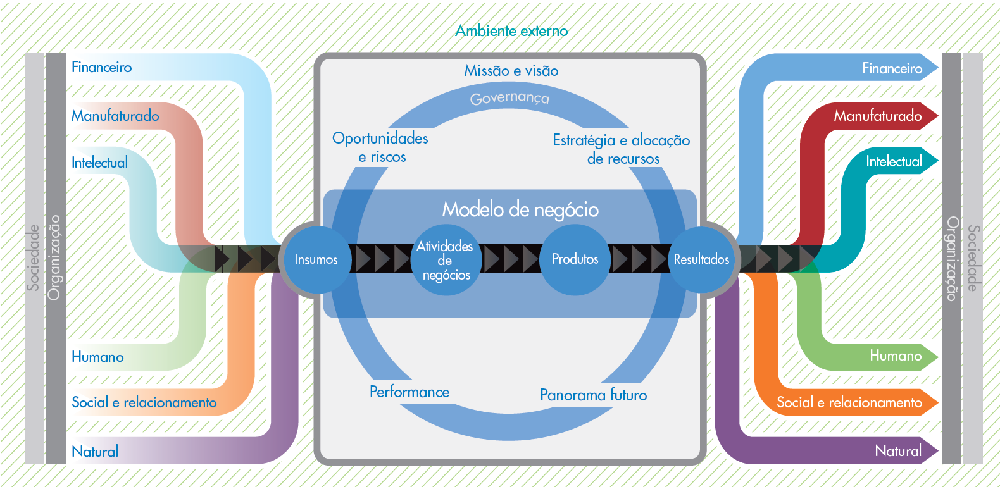 Ambiente externo
Sociedade
Organização
Financeiro
Manufaturado
Intelectual
Humano
Social e relacionamento
Natural
Missão e visão
Governança
Oportunidades
e riscos
Estratégia e alocação
de recursos
Modelo de negócio
Insumos
Atividades
de
negócios
Produtos
Resultados
Performance
Panorama futuro
Financeiro
Manufaturado
Intelectual
Humano
Social e relacionamento
Natural
Organização
Sociedade